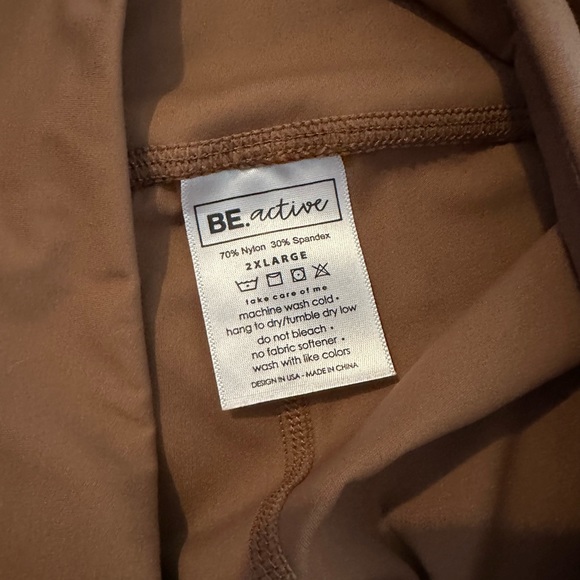 BE.active
70% Nylon 30% Spandex
2XLARGE
take care of me
machine wash cold •
hang to dry/tumble dry low
do not bleach •
no fabric softener •
wash with like colors
DESIGN IN USA - MADE IN CHINA